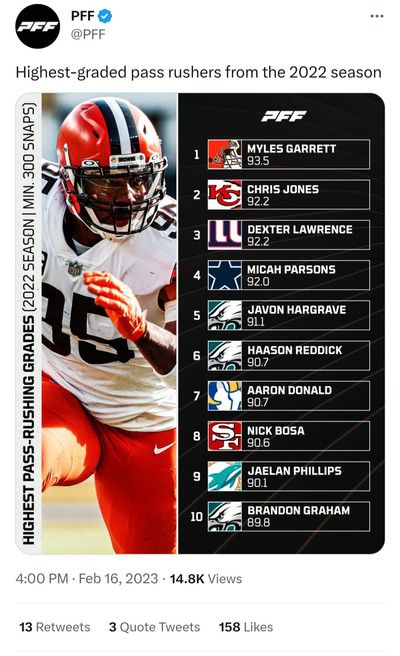 PFF
PFF
@PFF
Highest-graded pass rushers from the 2022 season
HIGHEST PASS-RUSHING GRADES (2022 SEASON | MIN. 300 SNAPS)
BROWNS
95
PFF
1 MYLES GARRETT
93.5
2 CHRIS JONES
92.2
3 DEXTER LAWRENCE
92.2
4 MICAH PARSONS
92.0
5 JAVON HARGRAVE
91.1
6 HAASON REDDICK
90.7
7 AARON DONALD
90.7
8 NICK BOSA
90.6
9 JAELAN PHILLIPS
90.1
10 BRANDON GRAHAM
89.8
4:00 PM · Feb 16, 2023 · 14.8K Views
13 Retweets 3 Quote Tweets 158 Likes